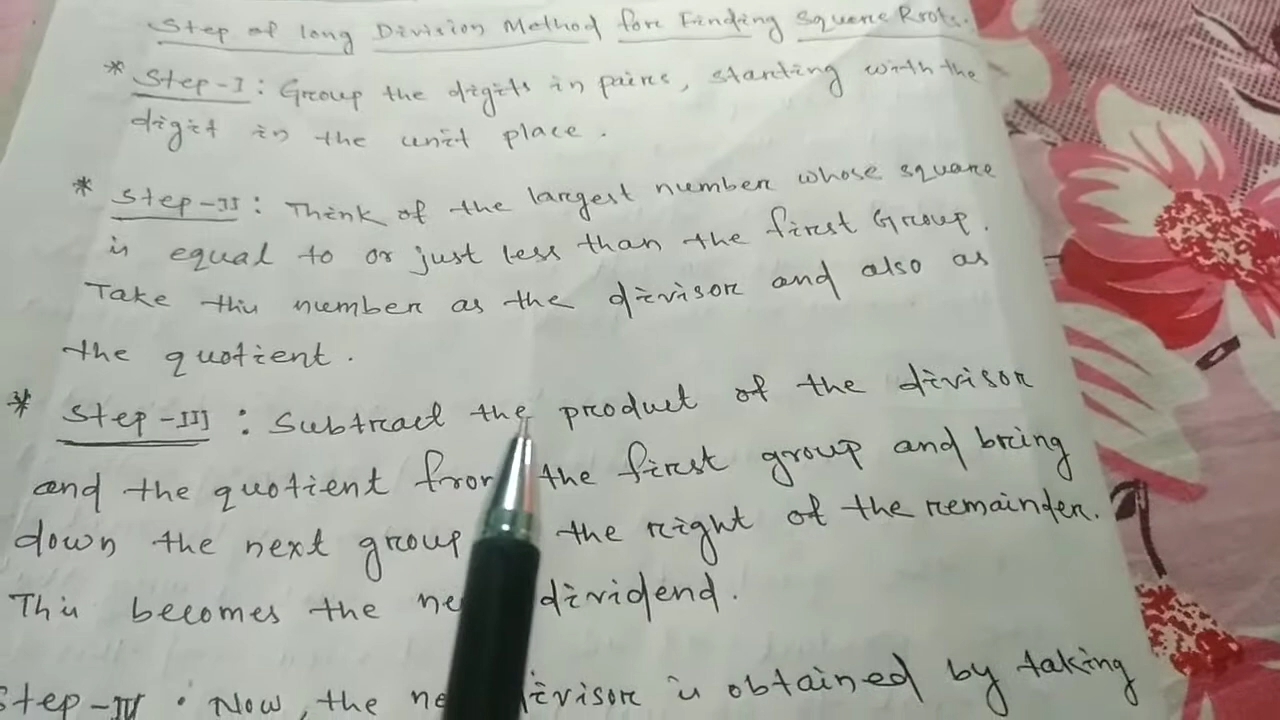 Step of long Division Method for Finding Square Roots.
* Step-I : Group the digits in pairs, starting with the
digit in the unit place.
* Step-II : Think of the largest number whose square
is equal to or just less than the first Group.
Take this number as the divisor and also as
the quotient.
* Step-III : Subtract the product of the divisor
and the quotient from the first group and bring
down the next group the right of the remainder.
This becomes the dividend.
Step-IV : Now, the divisor is obtained by taking